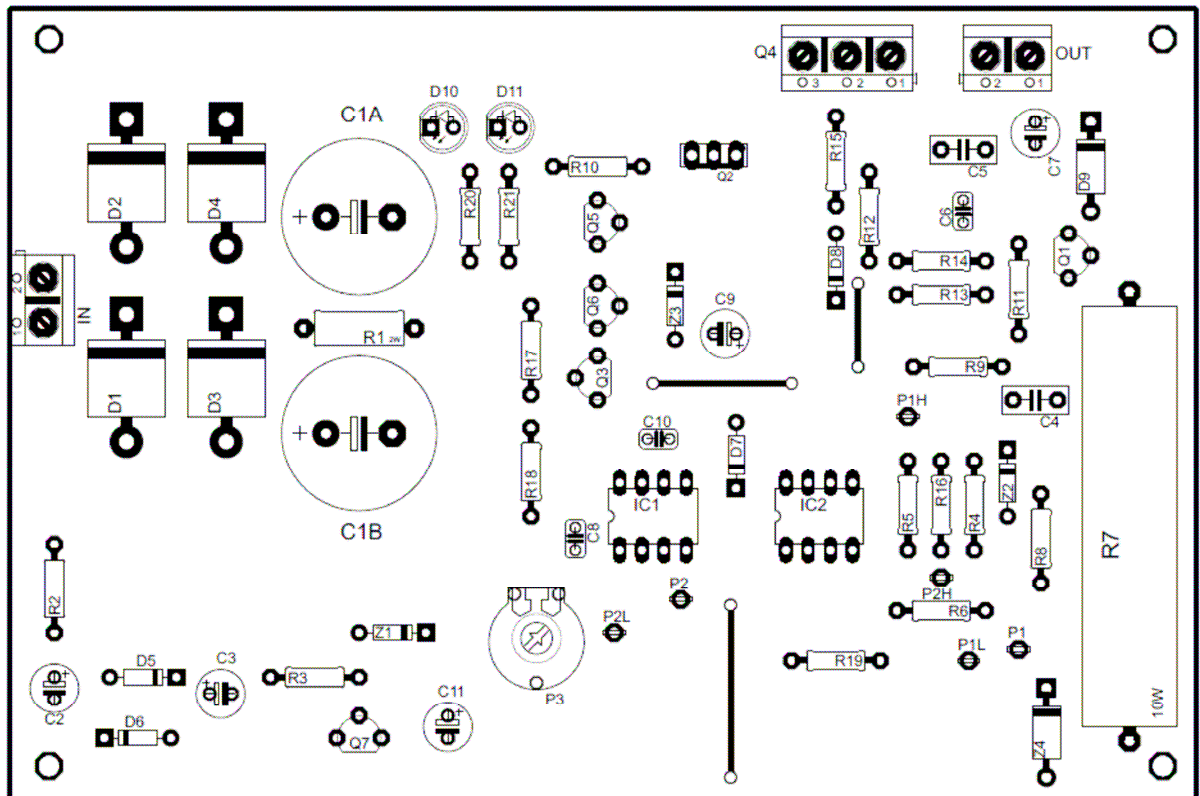 Q4
3 2 1
2 1
OUT
D10
D11
C1A
D2
D4
R10
Q2
R15
C5
C7
D9
R20
R21
Q5
R12
C6
Q1
D8
R14
R13
R11
2
1
IN
Q6
Z3
C9
R1 2W
R17
Q3
R9
D1
D3
C10
D7
P1H
C4
R18
IC1
IC2
R5
R16
R4
Z2
R8
R7
C1B
C8
R2
P2
P2H
R6
Z1
P2L
P1L
P1
R19
D5
C3
R3
C11
P3
C2
D6
Q7
Z4
10W